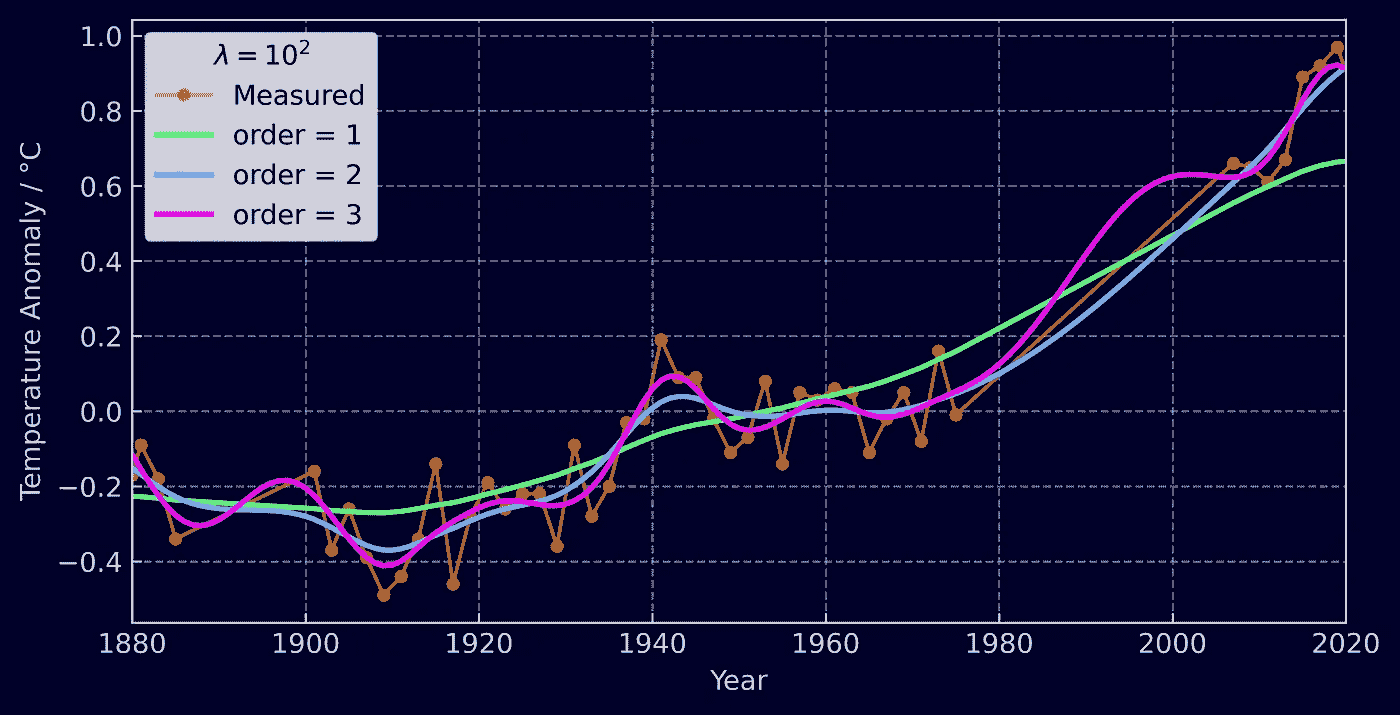 λ = 10²
Measured
order = 1
order = 2
order = 3
1.0
0.8
0.6
0.4
0.2
0.0
−0.2
−0.4
Temperature Anomaly / °C
1880 1900 1920 1940 1960 1980 2000 2020
Year